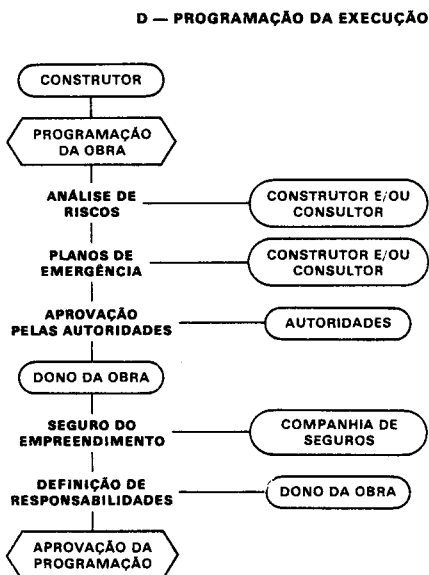 D — PROGRAMAÇÃO DA EXECUÇÃO
CONSTRUTOR
PROGRAMAÇÃO
DA OBRA
ANÁLISE DE
RISCOS
CONSTRUTOR E/OU
CONSULTOR
PLANOS DE
EMERGÊNCIA
CONSTRUTOR E/OU
CONSULTOR
APROVAÇÃO
PELAS AUTORIDADES
AUTORIDADES
DONO DA OBRA
SEGURO DO
EMPREENDIMENTO
COMPANHIA DE
SEGUROS
DEFINIÇÃO DE
RESPONSABILIDADES
DONO DA OBRA
APROVAÇÃO DA
PROGRAMAÇÃO